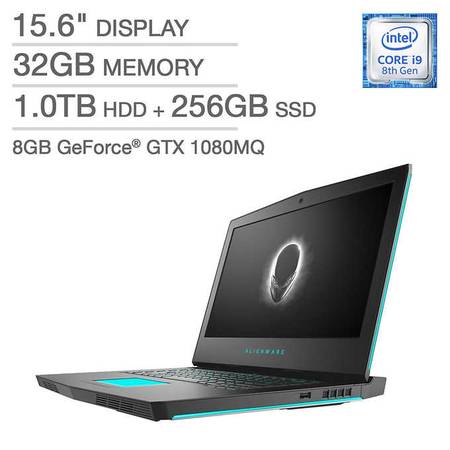 15.6" DISPLAY
32GB MEMORY
1.0TB HDD + 256GB SSD
8GB GeForce® GTX 1080MQ
intel
CORE i9
8th Gen
ALIENWARE